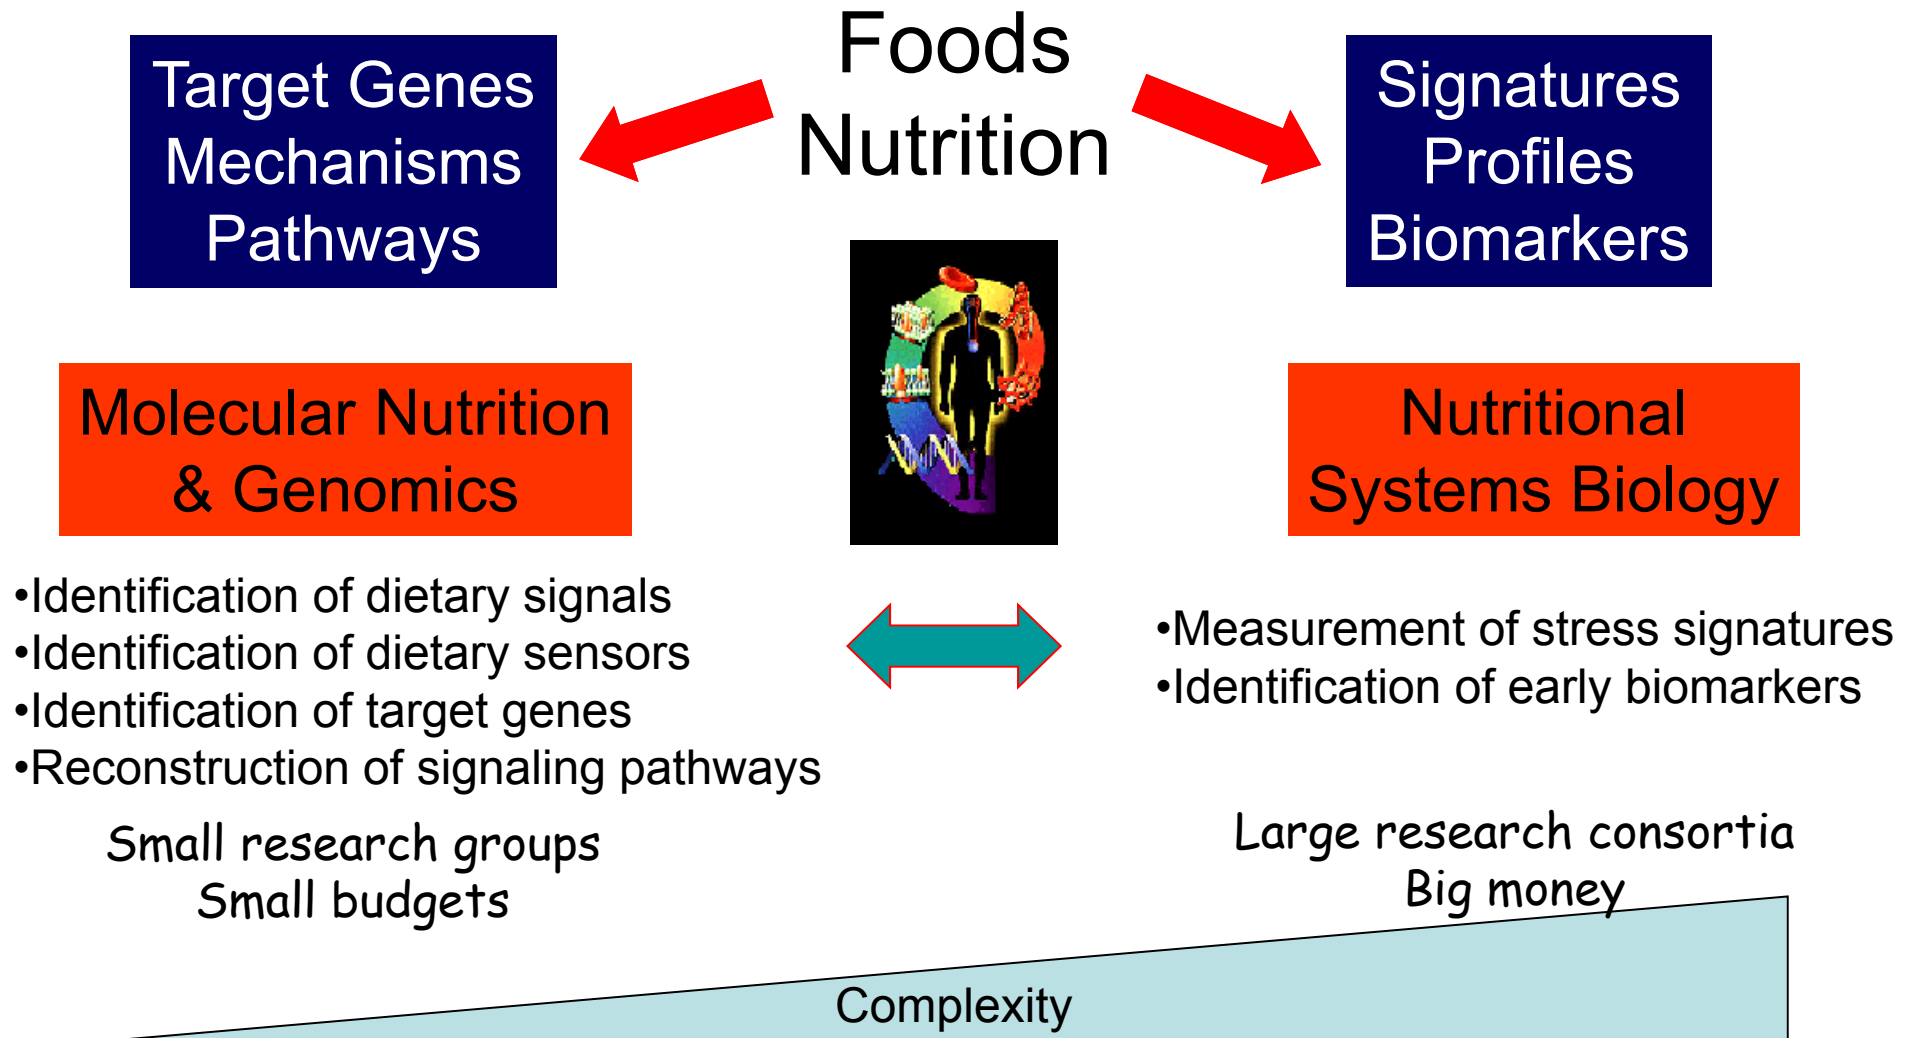 Foods
Nutrition
Target Genes
Mechanisms
Pathways
Signatures
Profiles
Biomarkers
Molecular Nutrition
& Genomics
Nutritional
Systems Biology
•Identification of dietary signals
•Identification of dietary sensors
•Identification of target genes
•Reconstruction of signaling pathways
•Measurement of stress signatures
•Identification of early biomarkers
Small research groups
Small budgets
Large research consortia
Big money
Complexity